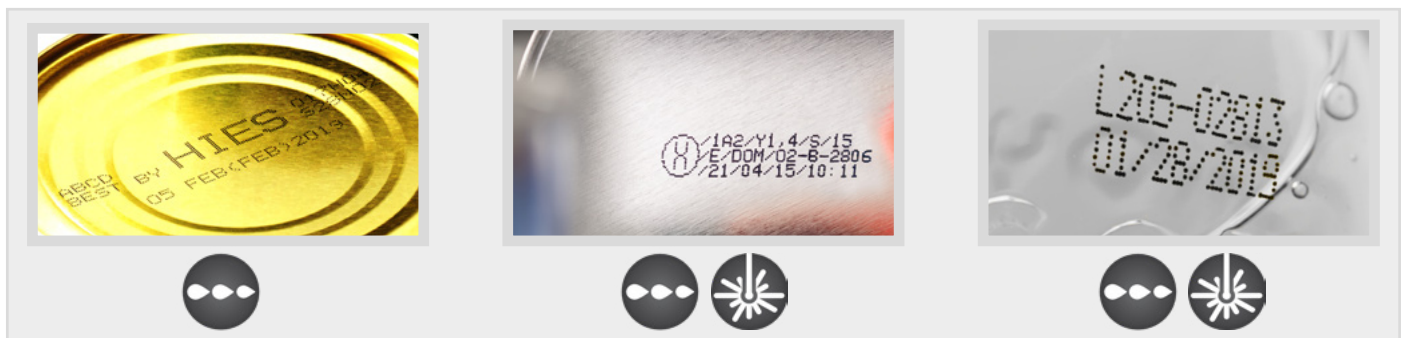 ABCD
BEST BY HIES
05 FEB(FEB)2019
H/1A2/Y1,4/S/15
/E/DOM/02-B-2806
/21/04/15/10:11
L205-02813
01/28/2019